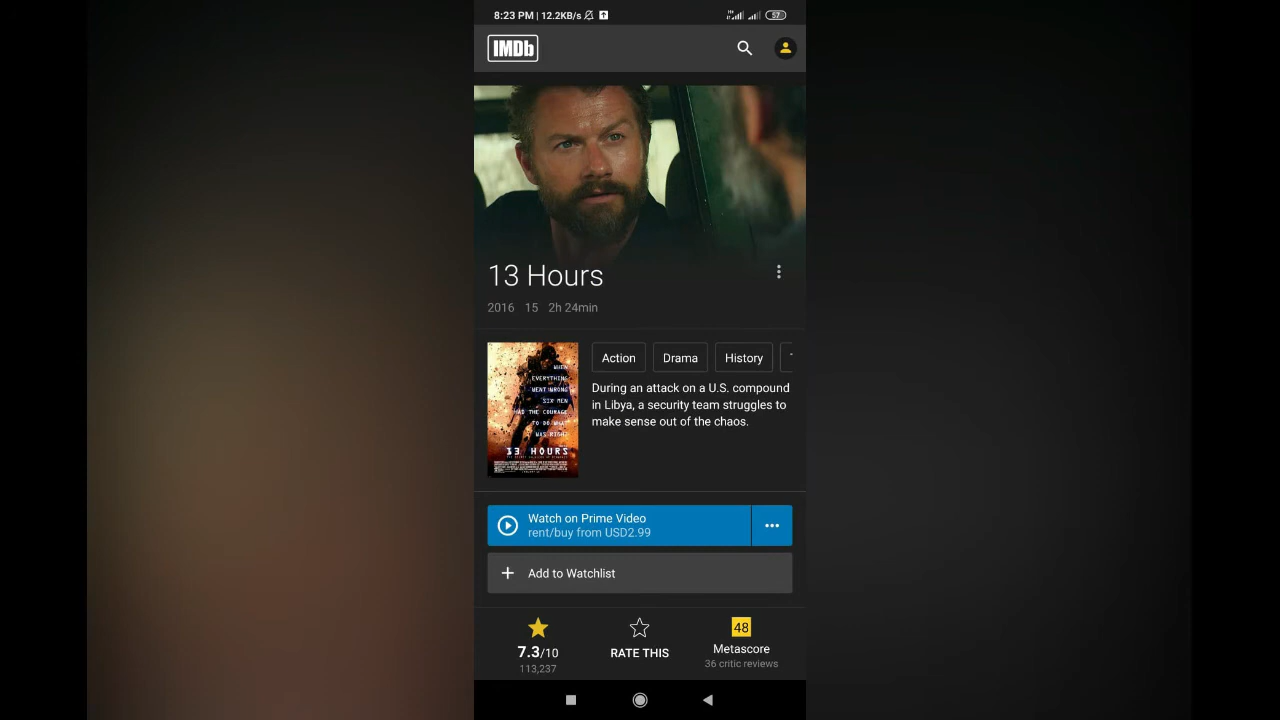 8:23 PM | 12.2KB/s
57
IMDb
13 Hours
2016 15 2h 24min
WHEN
EVERYTHING
WENT WRONG
SIX MEN
HAD THE COURAGE
TO DO WHAT
WAS RIGHT
13 HOURS
Action Drama History
During an attack on a U.S. compound
in Libya, a security team struggles to
make sense out of the chaos.
Watch on Prime Video
rent/buy from USD2.99
Add to Watchlist
7.3/10
113,237
RATE THIS
48
Metascore
36 critic reviews